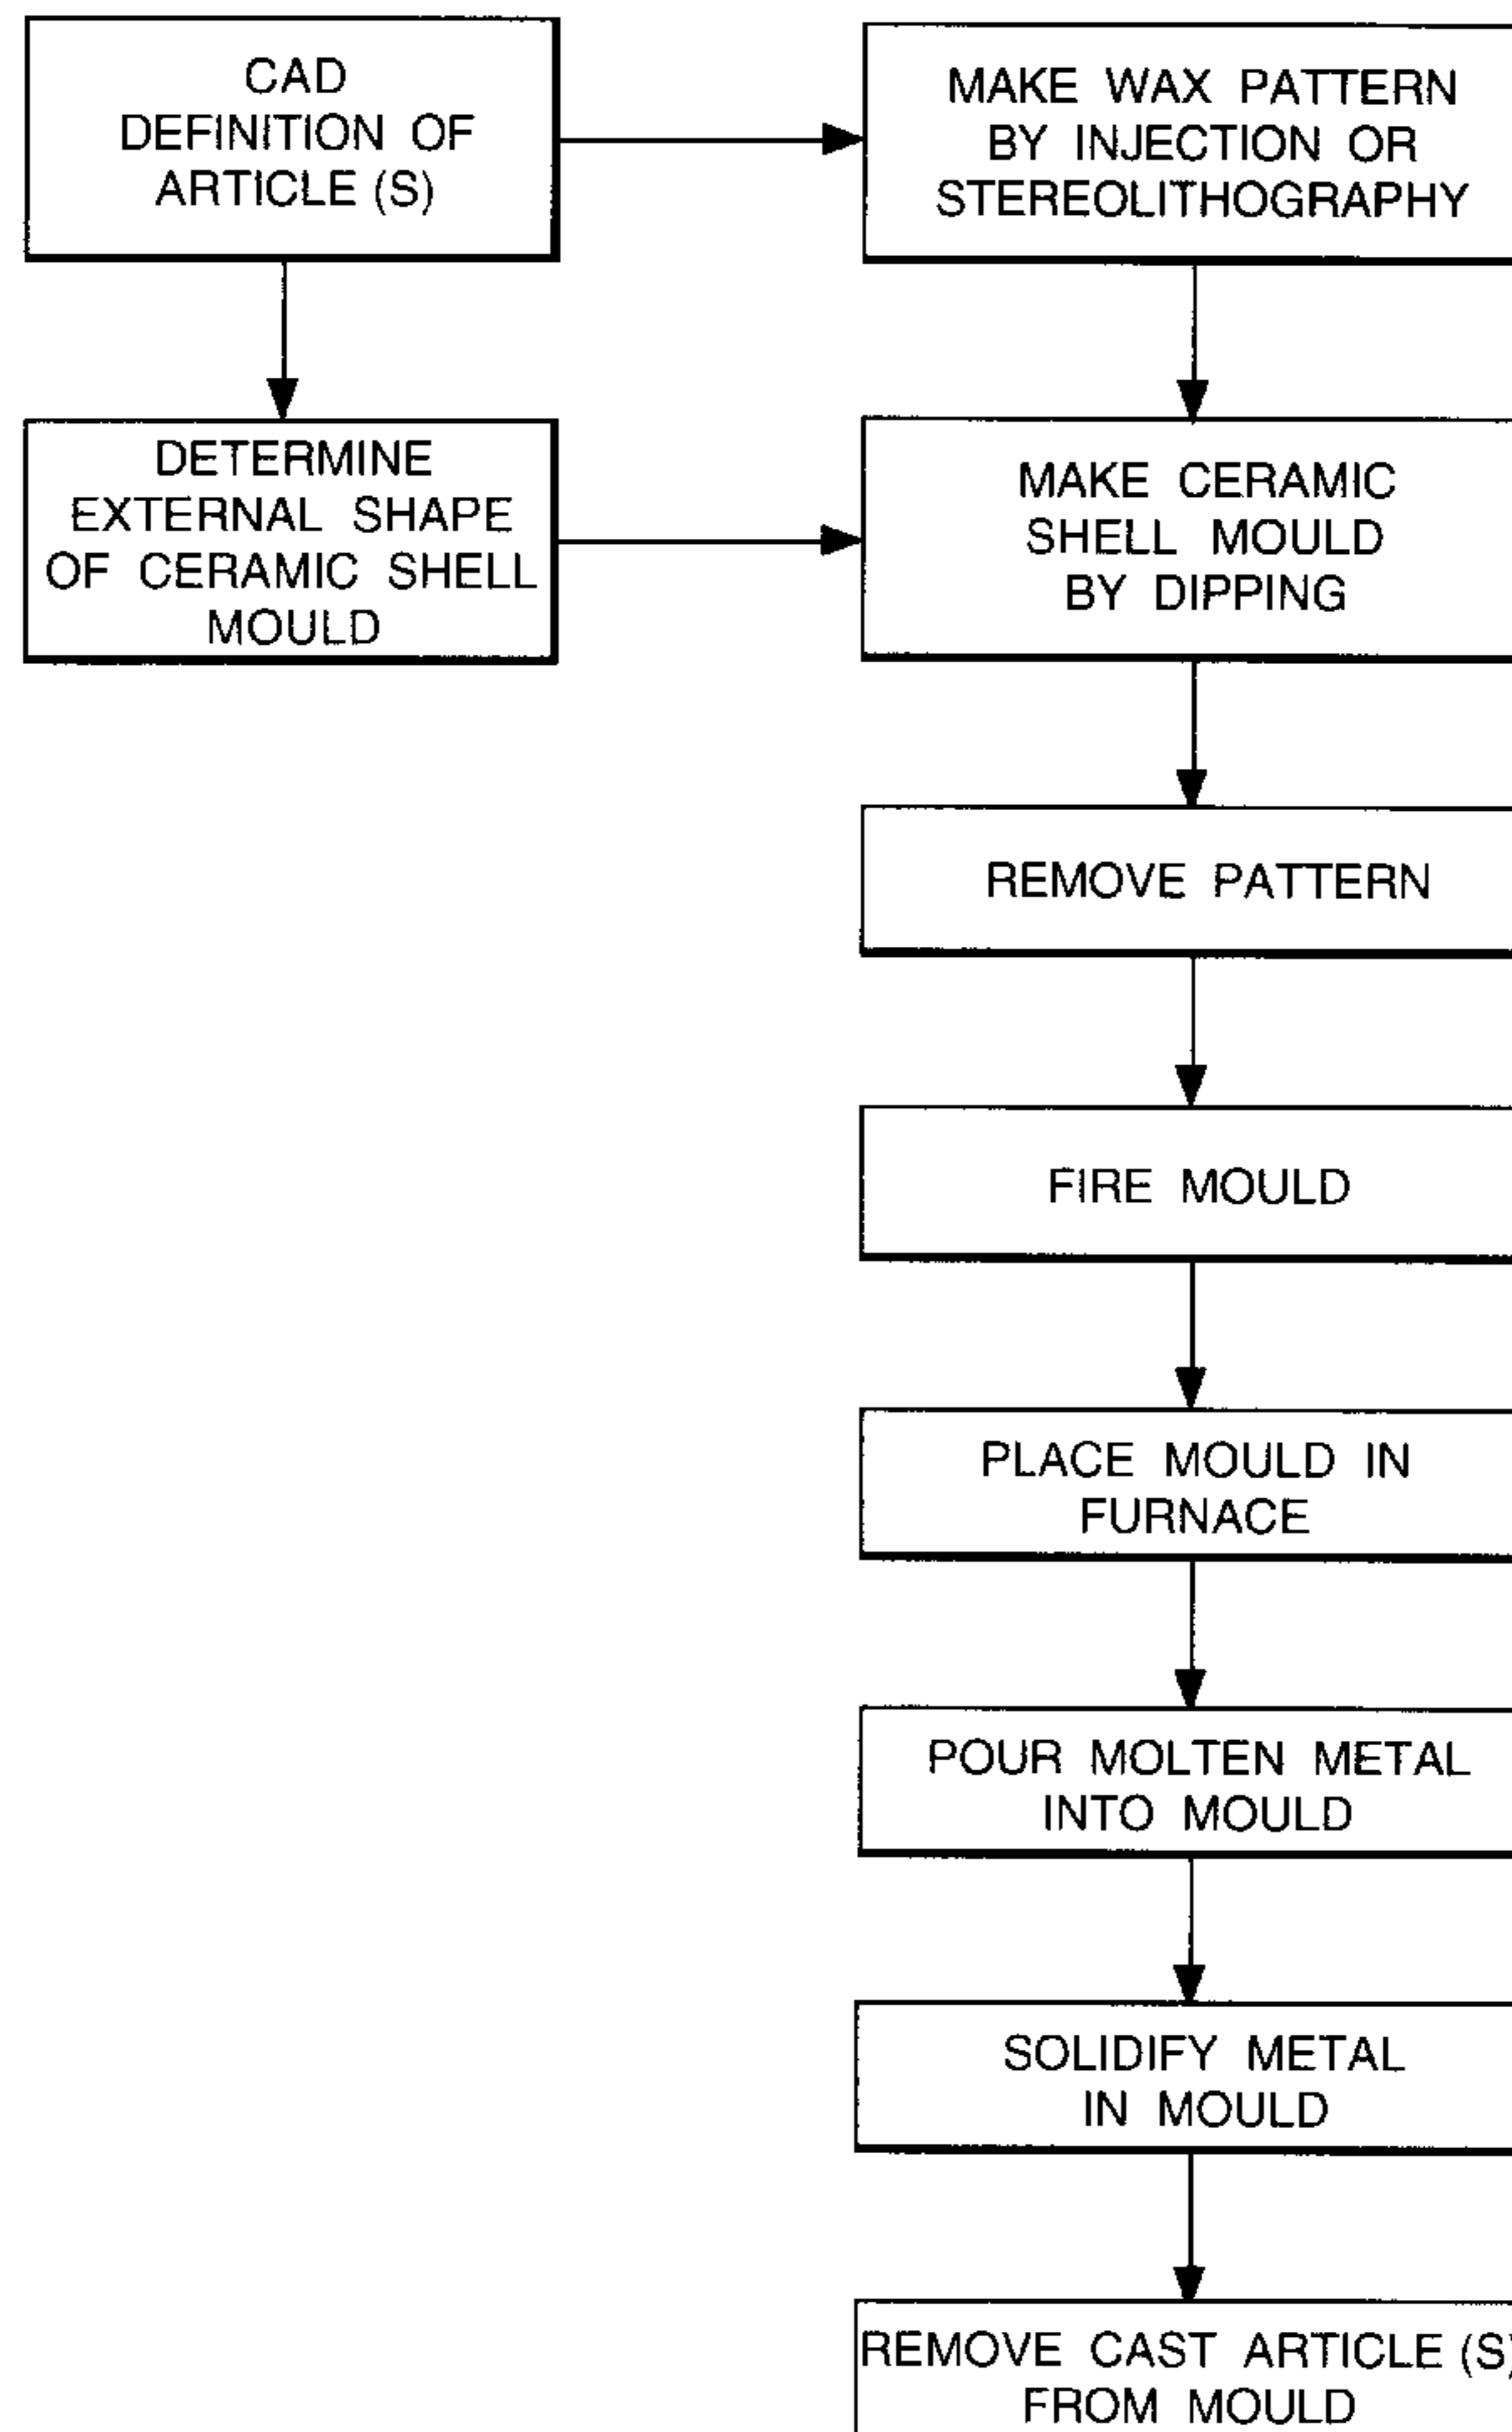 CAD
DEFINITION OF
ARTICLE (S)
MAKE WAX PATTERN
BY INJECTION OR
STEREOLITHOGRAPHY
DETERMINE
EXTERNAL SHAPE
OF CERAMIC SHELL
MOULD
MAKE CERAMIC
SHELL MOULD
BY DIPPING
REMOVE PATTERN
FIRE MOULD
PLACE MOULD IN
FURNACE
POUR MOLTEN METAL
INTO MOULD
SOLIDIFY METAL
IN MOULD
REMOVE CAST ARTICLE (S)
FROM MOULD